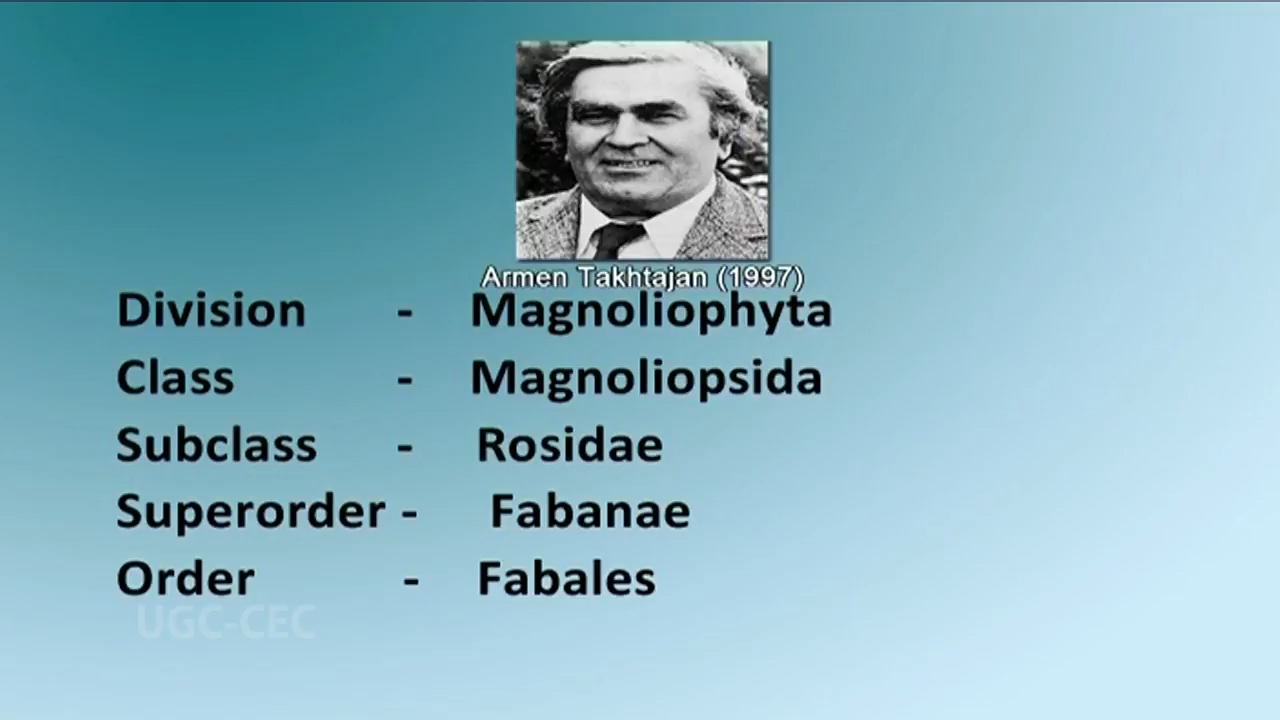 Armen Takhtajan (1997)
Division - Magnoliophyta
Class - Magnoliopsida
Subclass - Rosidae
Superorder - Fabanae
Order - Fabales
UGC-CEC